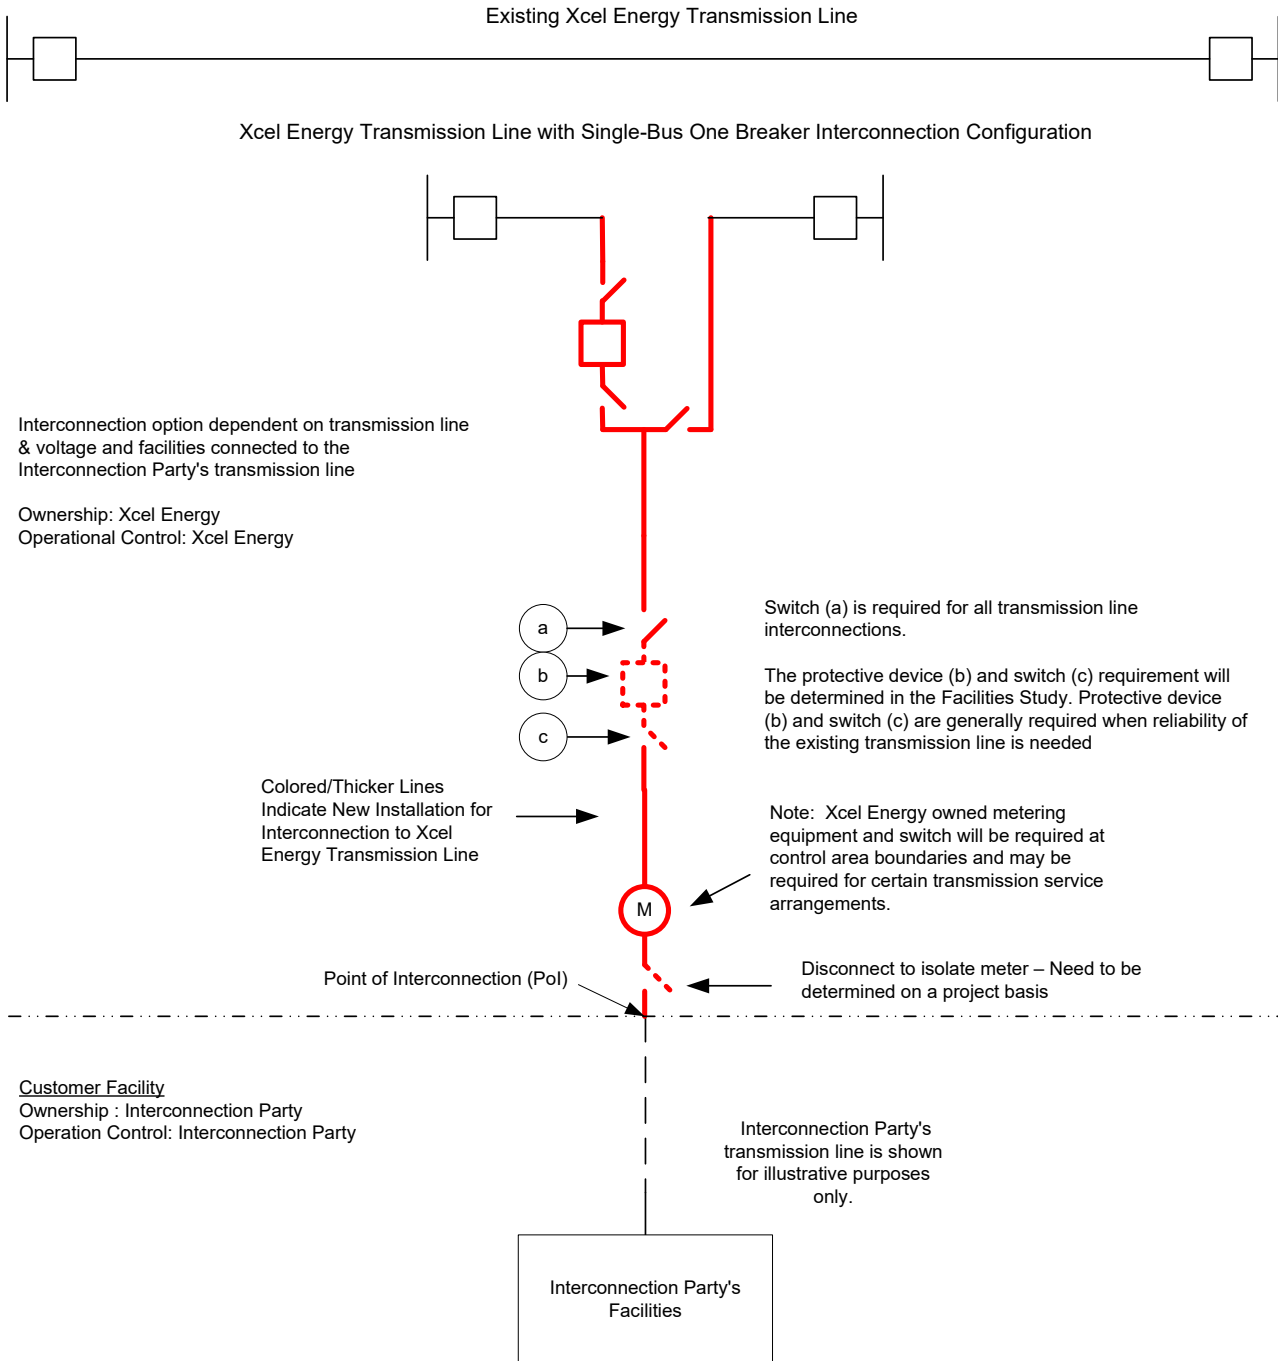 Existing Xcel Energy Transmission Line
Xcel Energy Transmission Line with Single-Bus One Breaker Interconnection Configuration
Interconnection option dependent on transmission line
& voltage and facilities connected to the
Interconnection Party's transmission line
Ownership: Xcel Energy
Operational Control: Xcel Energy
a
b
c
Switch (a) is required for all transmission line
interconnections.
The protective device (b) and switch (c) requirement will
be determined in the Facilities Study. Protective device
(b) and switch (c) are generally required when reliability of
the existing transmission line is needed
Colored/Thicker Lines
Indicate New Installation for
Interconnection to Xcel
Energy Transmission Line
Note:  Xcel Energy owned metering
equipment and switch will be required at
control area boundaries and may be
required for certain transmission service
arrangements.
M
Point of Interconnection (PoI)
Disconnect to isolate meter – Need to be
determined on a project basis
Customer Facility
Ownership : Interconnection Party
Operation Control: Interconnection Party
Interconnection Party's
transmission line is shown
for illustrative purposes
only.
Interconnection Party's
Facilities